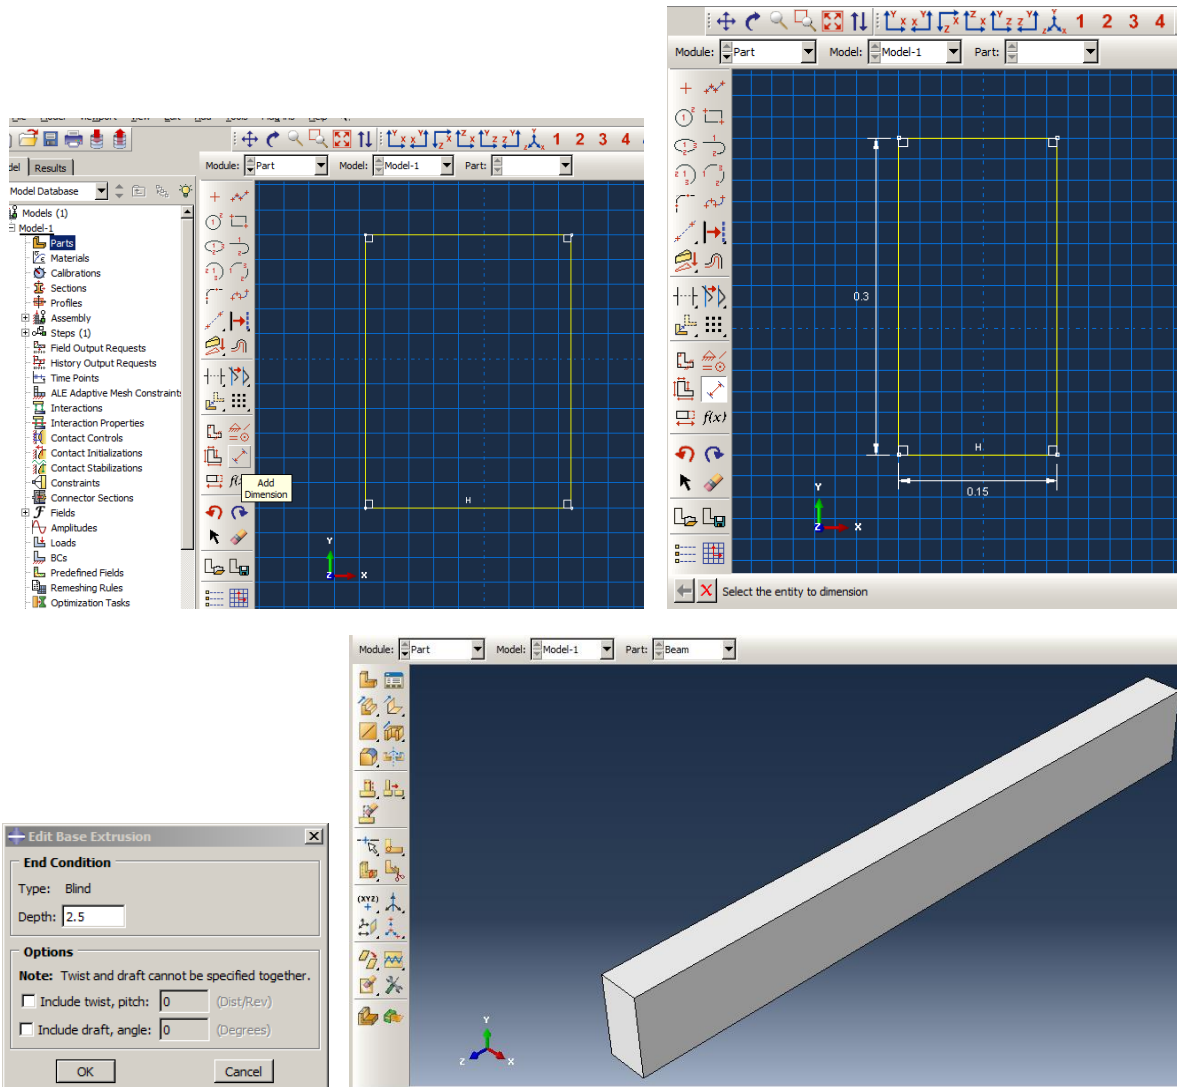 1 2 3 4
Module: Part Model: Model-1 Part:
Results
Model Database
Models (1)
Model-1
Parts
Materials
Calibrations
Sections
Profiles
Assembly
Steps (1)
Field Output Requests
History Output Requests
Time Points
ALE Adaptive Mesh Constraints
Interactions
Interaction Properties
Contact Controls
Contact Initializations
Contact Stabilizations
Constraints
Connector Sections
Fields
Amplitudes
Loads
BCs
Predefined Fields
Remeshing Rules
Optimization Tasks
Add
Dimension
H
Y
Z X
1 2 3 4
Module: Part Model: Model-1 Part:
0.3
f(x)
H
0.15
Y
Z X
Select the entity to dimension
Edit Base Extrusion
End Condition
Type: Blind
Depth: 2.5
Options
Note: Twist and draft cannot be specified together.
Include twist, pitch: 0 (Dist/Rev)
Include draft, angle: 0 (Degrees)
OK Cancel
Module: Part Model: Model-1 Part: Beam
(XYZ)
Y
Z X